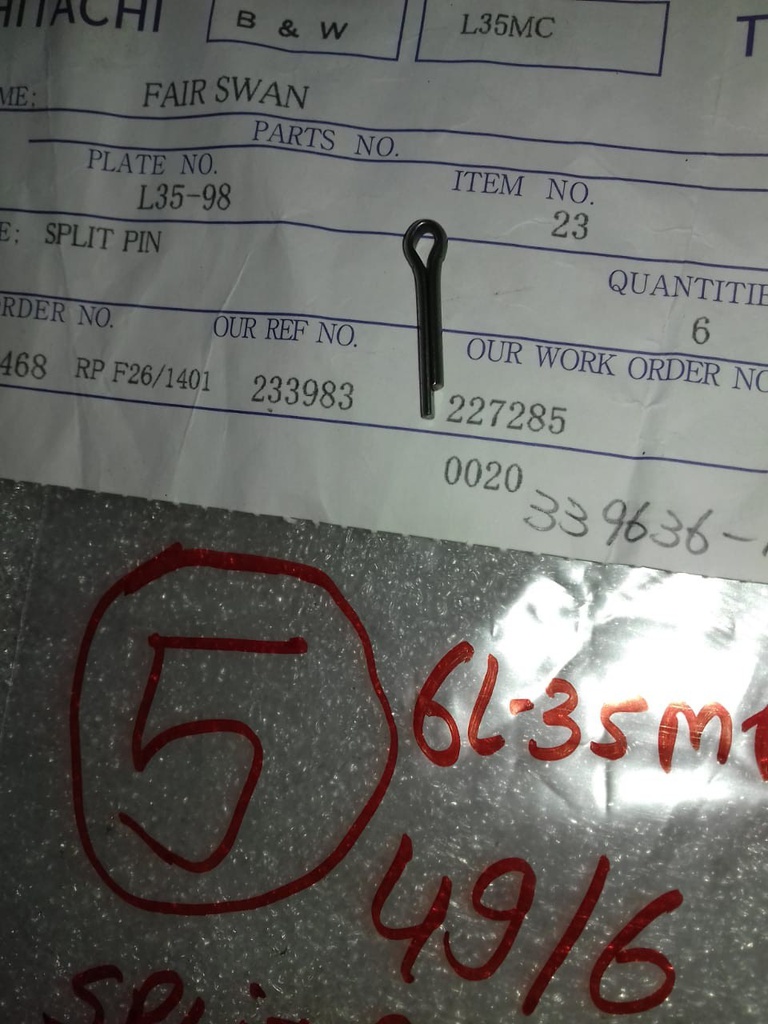 HITACHI B & W L35MC T
ME: FAIR SWAN
PARTS NO.
PLATE NO. ITEM NO.
L35-98 23
E; SPLIT PIN
QUANTITIE
6
RDER NO. OUR REF NO. OUR WORK ORDER NO
468 RP F26/1401 233983 227285
0020
339636-
5
6L-35M
49/6